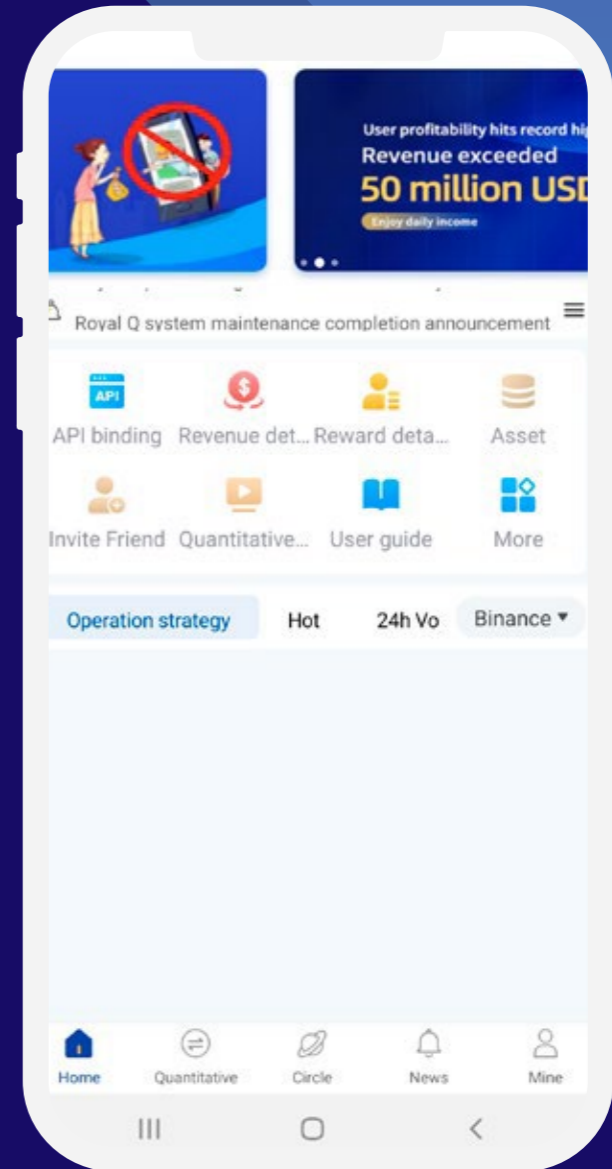 User profitability hits record hi
Revenue exceeded
50 million USD
Enjoy daily income
Royal Q system maintenance completion announcement
API
API binding
Revenue det...
Reward deta...
Asset
Invite Friend
Quantitative...
User guide
More
Operation strategy
Hot
24h Vo
Binance
Home
Quantitative
Circle
News
Mine